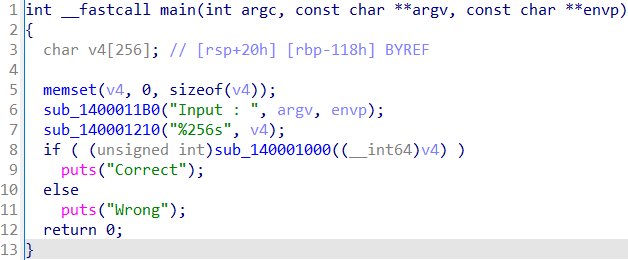 1 int __fastcall main(int argc, const char **argv, const char **envp)
2 {
3 char v4[256]; // [rsp+20h] [rbp-118h] BYREF
4
5 memset(v4, 0, sizeof(v4));
6 sub_1400011B0("Input : ", argv, envp);
7 sub_140001210("%256s", v4);
8 if ( (unsigned int)sub_140001000((__int64)v4) )
9 puts("Correct");
10 else
11 puts("Wrong");
12 return 0;
13 }